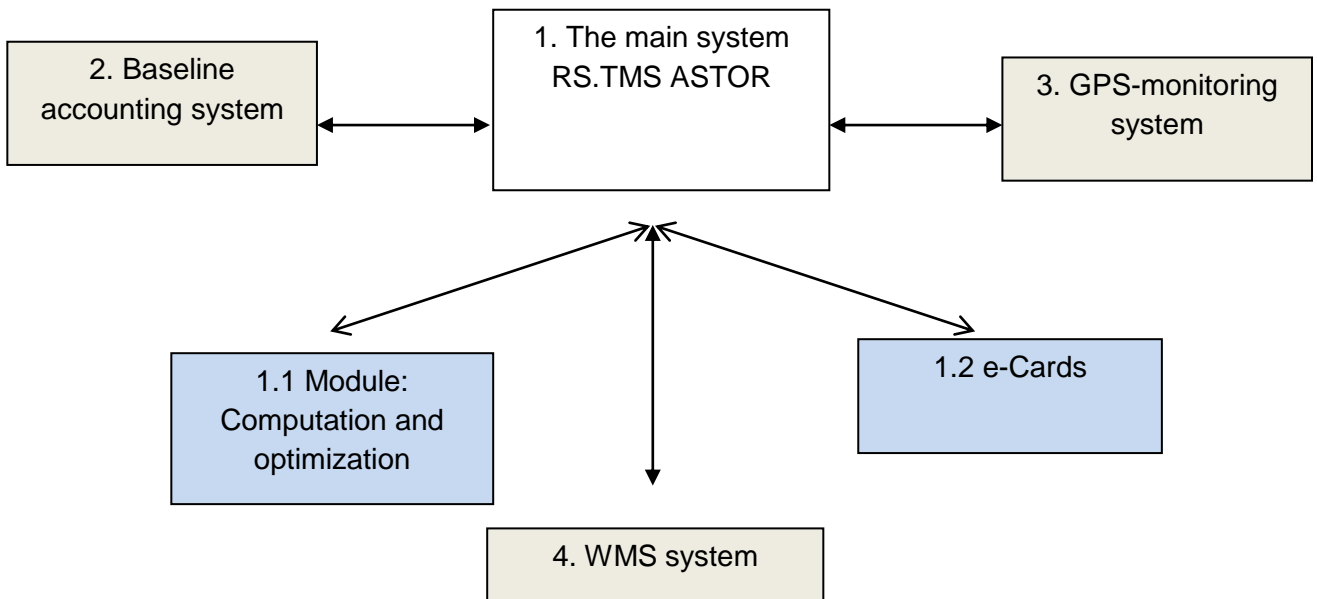 1. The main system
RS.TMS ASTOR
2. Baseline
accounting system
3. GPS-monitoring
system
1.1 Module:
Computation and
optimization
1.2 e-Cards
4. WMS system